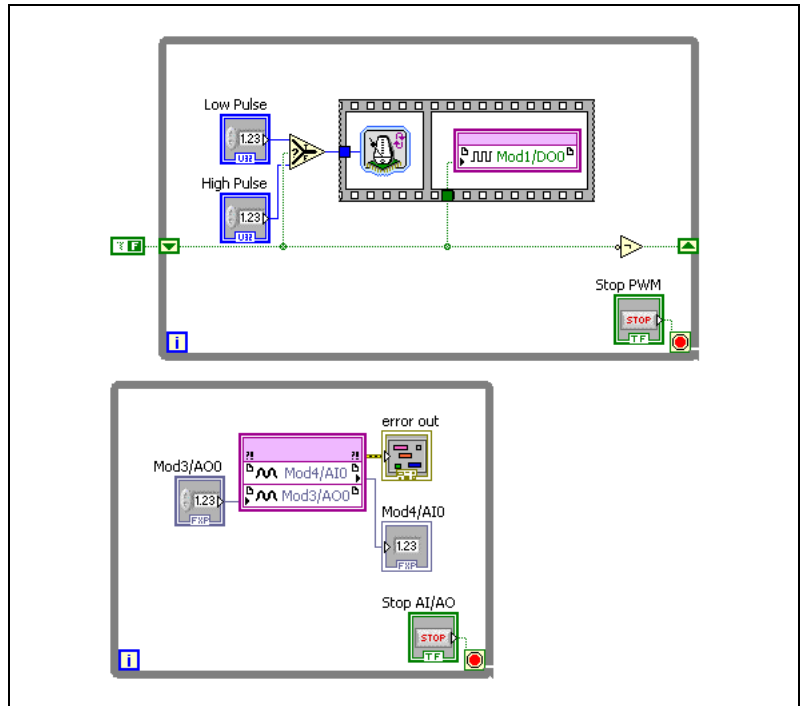 Low Pulse
1.23
U32
?
T
F
High Pulse
1.23
U32
Mod1/DO0
F
Stop PWM
STOP
TF
i
error out
?! ?!
Mod3/AO0
Mod4/AI0
1.23
Mod3/AO0
FXP
Mod4/AI0
1.23
FXP
Stop AI/AO
STOP
TF
i